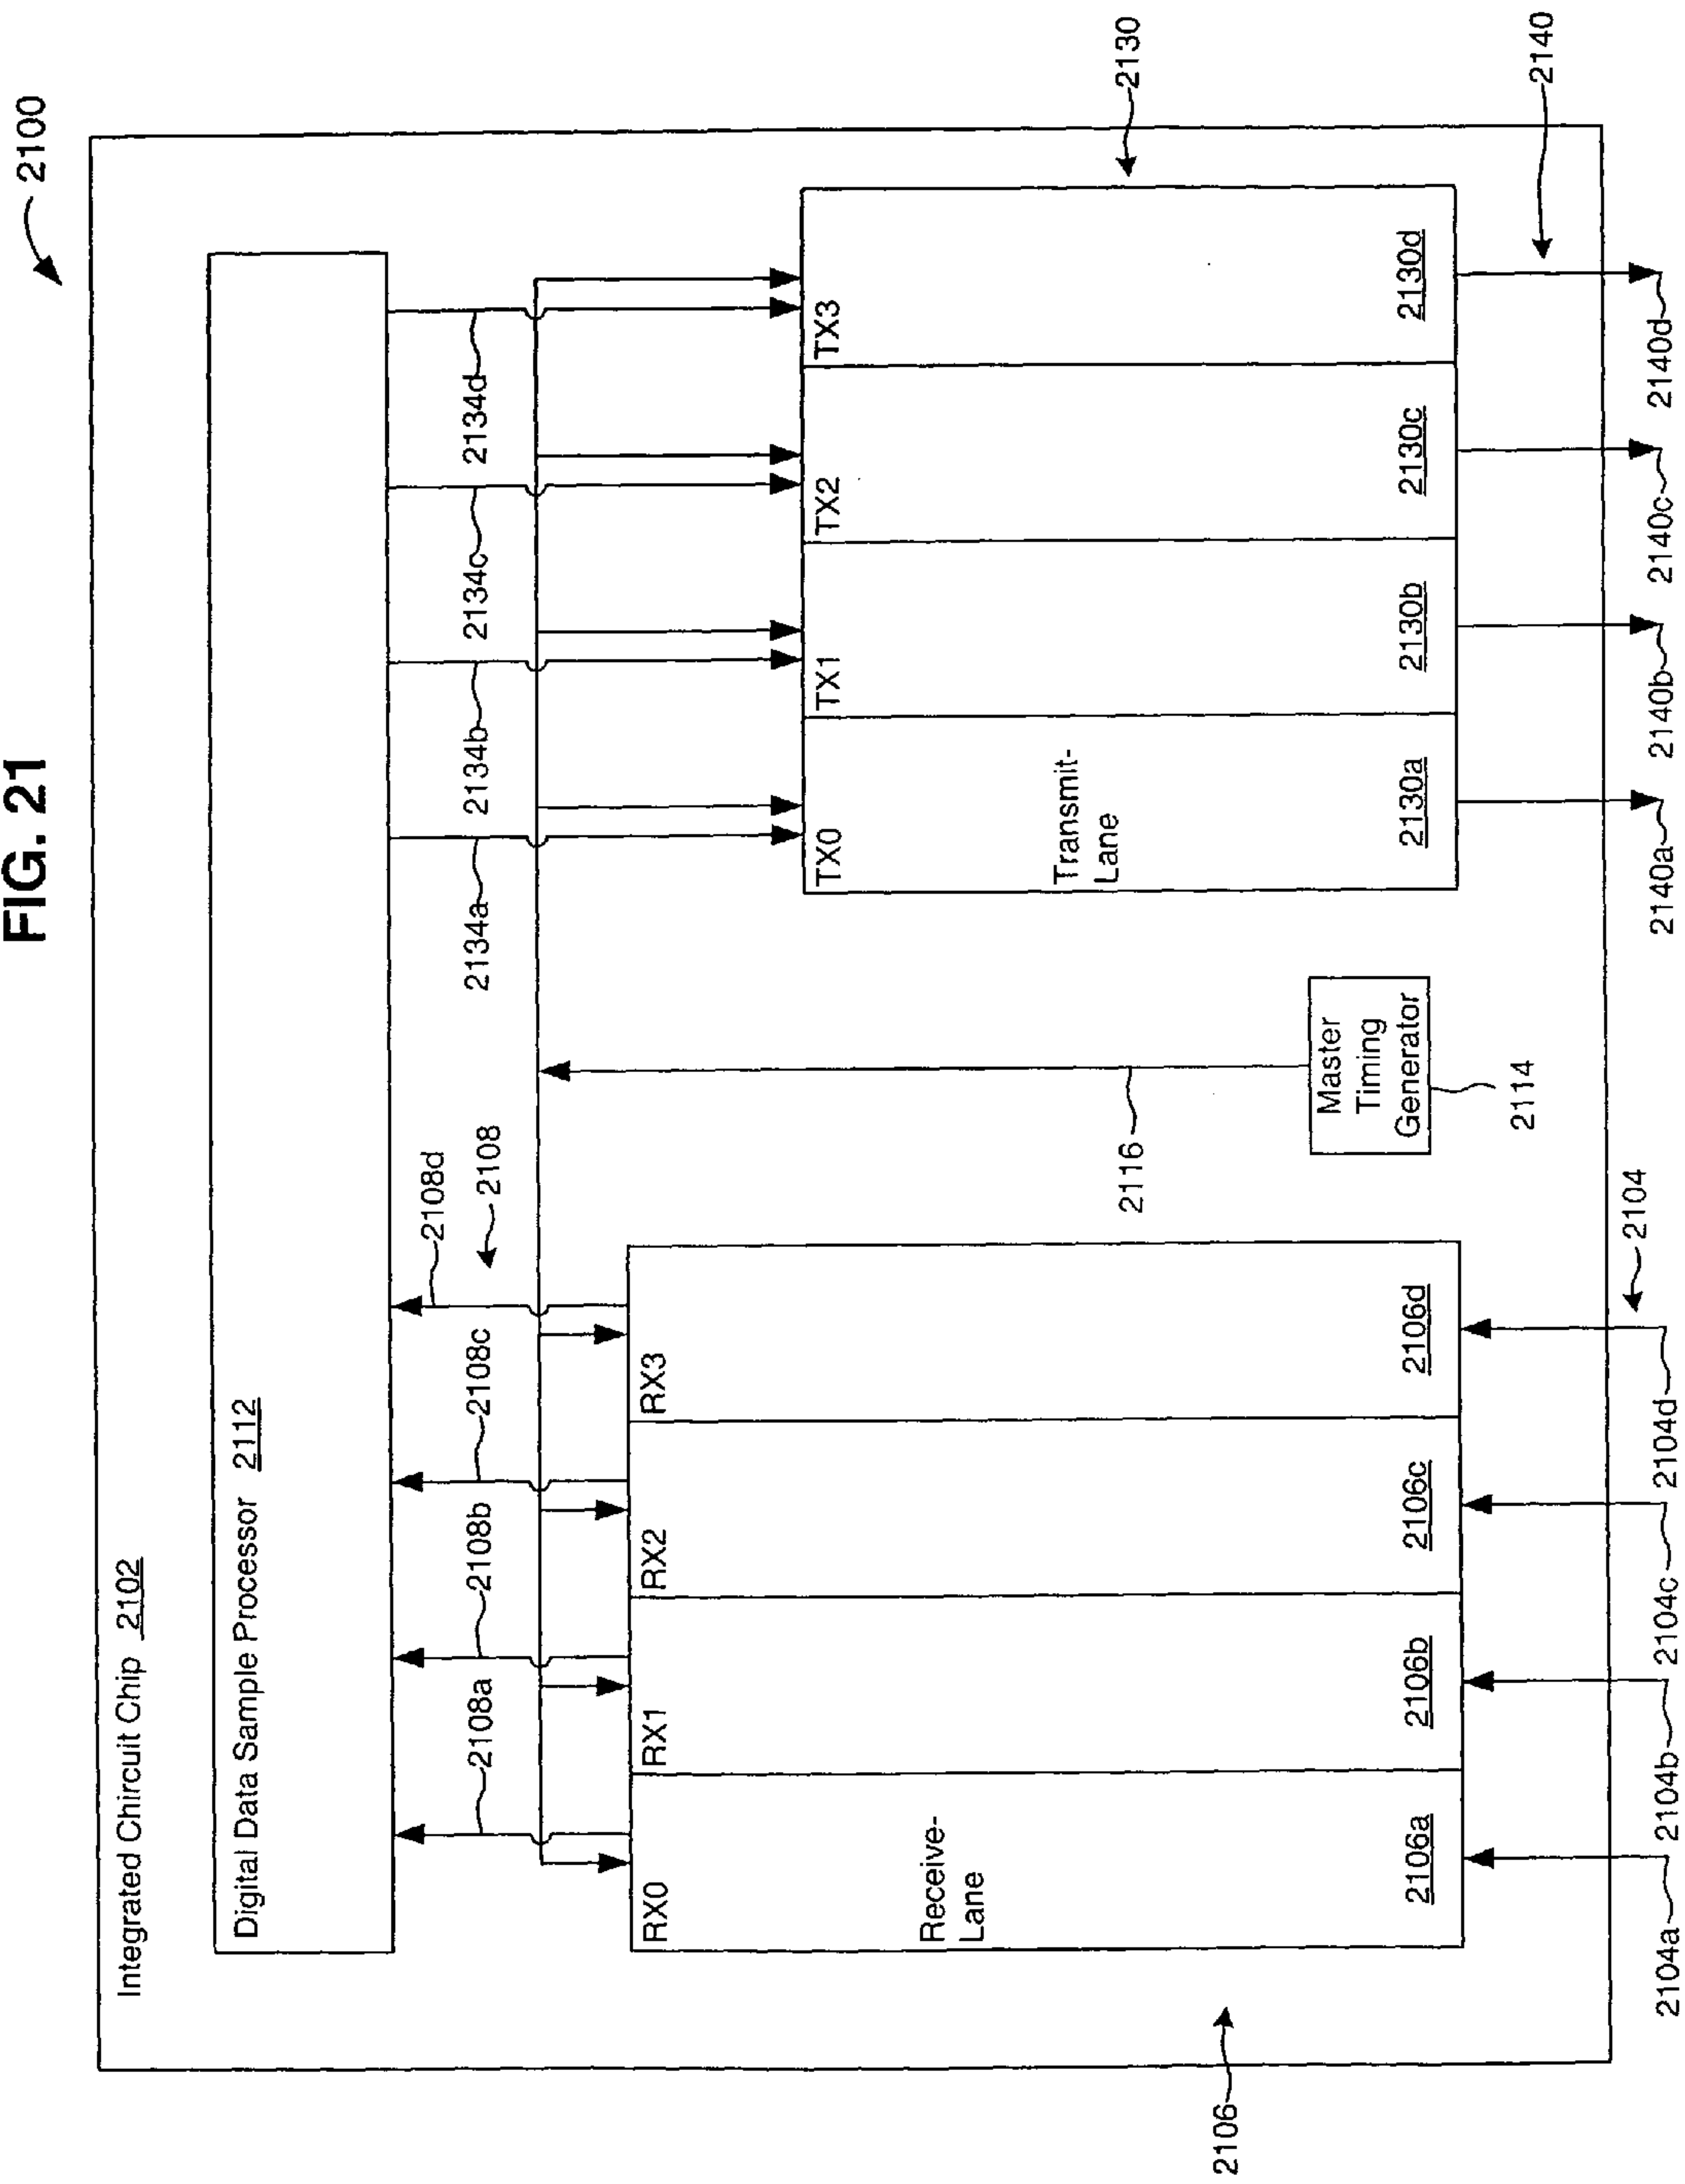 FIG. 21
2100
Integrated Chircuit Chip 2102
Digital Data Sample Processor 2112
2108a
2108b
2108c
2108d
2108
2134a
2134b
2134c
2134d
RX0
RX1
RX2
RX3
TX0
TX1
TX2
TX3
Receive-
Lane
Transmit-
Lane
2116
2130
2106
2106a
2106b
2106c
2106d
Master
Timing
Generator
2114
2130a
2130b
2130c
2130d
2104
2140
2104a
2104b
2104c
2104d
2140a
2140b
2140c
2140d